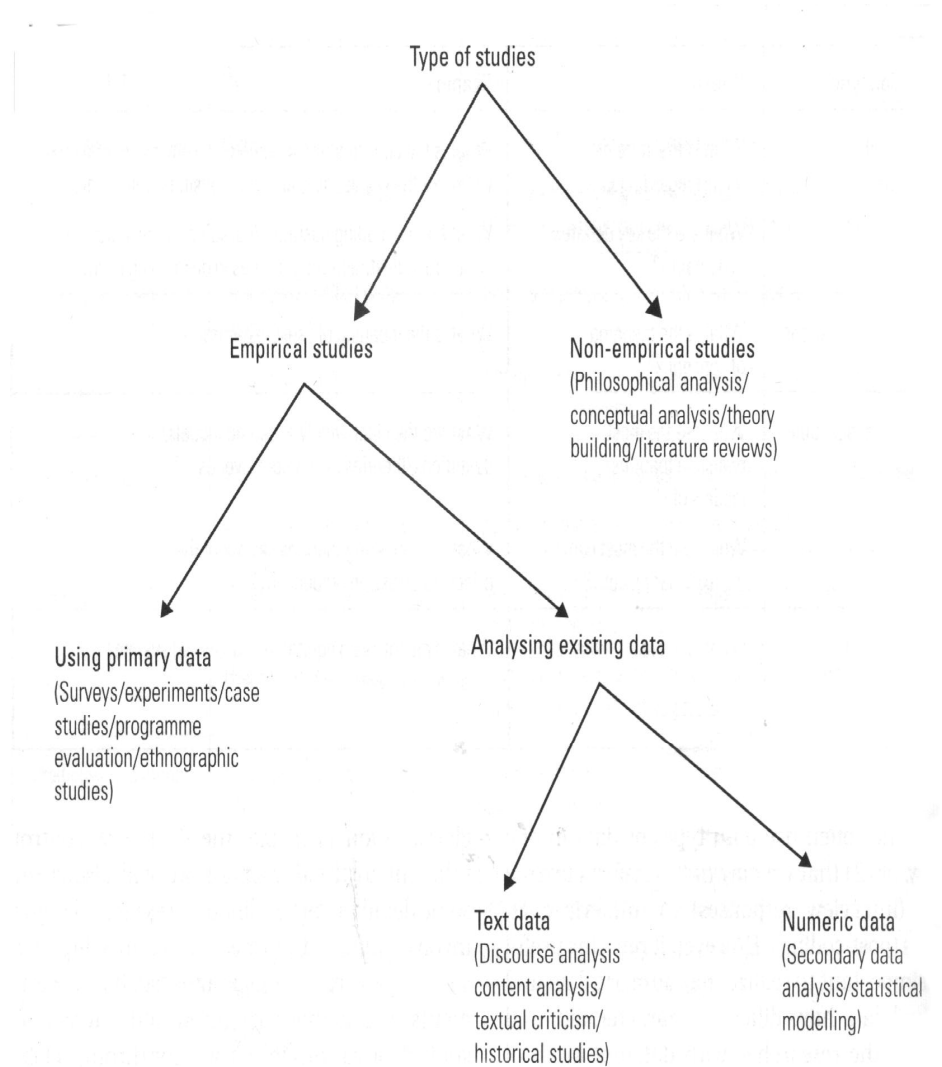 Type of studies
Empirical studies
Non-empirical studies
(Philosophical analysis/
conceptual analysis/theory
building/literature reviews)
Using primary data
(Surveys/experiments/case
studies/programme
evaluation/ethnographic
studies)
Analysing existing data
Text data
(Discourse analysis
content analysis/
textual criticism/
historical studies)
Numeric data
(Secondary data
analysis/statistical
modelling)